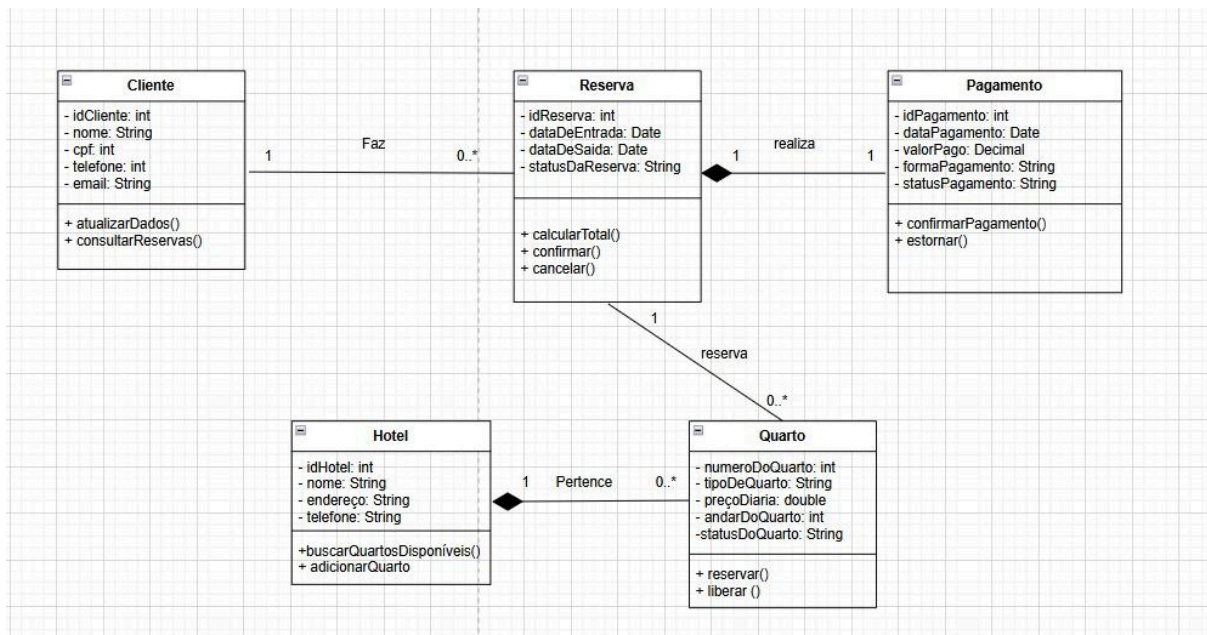 Cliente
- idCliente: int
- nome: String
- cpf: int
- telefone: int
- email: String
+ atualizarDados()
+ consultarReservas()
1
Faz
0..*
Reserva
- idReserva: int
- dataDeEntrada: Date
- dataDeSaida: Date
- statusDaReserva: String
+ calcularTotal()
+ confirmar()
+ cancelar()
1
realiza
1
Pagamento
- idPagamento: int
- dataPagamento: Date
- valorPago: Decimal
- formaPagamento: String
- statusPagamento: String
+ confirmarPagamento()
+ estornar()
1
reserva
0..*
Hotel
- idHotel: int
- nome: String
- endereço: String
- telefone: String
+buscarQuartosDisponíveis()
+ adicionarQuarto
1
Pertence
0..*
Quarto
- numeroDoQuarto: int
- tipoDeQuarto: String
- preçoDiaria: double
- andarDoQuarto: int
-statusDoQuarto: String
+ reservar()
+ liberar ()